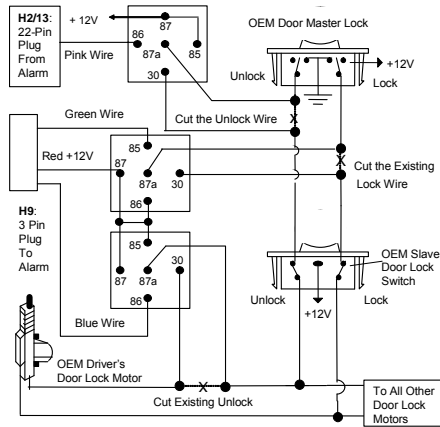 H2/13:
22-Pin
Plug
From
Alarm
+ 12V
87
86
87a
85
30
Pink Wire
OEM Door Master Lock
+12V
Unlock
Lock
Green Wire
Cut the Unlock Wire
X
85
Red +12V
87
87a
30
86
X
Cut the Existing
Lock Wire
H9:
3 Pin
Plug
To
Alarm
85
30
87
87a
86
Blue Wire
OEM Slave
Door Lock
Switch
Unlock
Lock
+12V
OEM Driver's
Door Lock Motor
X
Cut Existing Unlock
To All Other
Door Lock
Motors